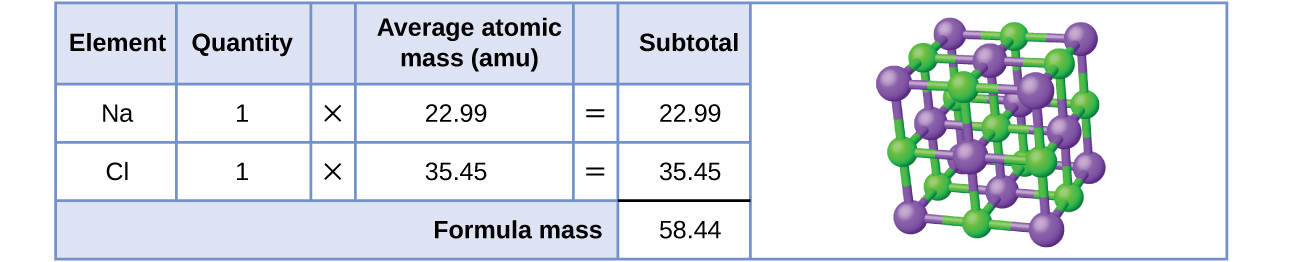 Element Quantity Average atomic mass (amu) Subtotal
Na 1 × 22.99 = 22.99
Cl 1 × 35.45 = 35.45
Formula mass 58.44